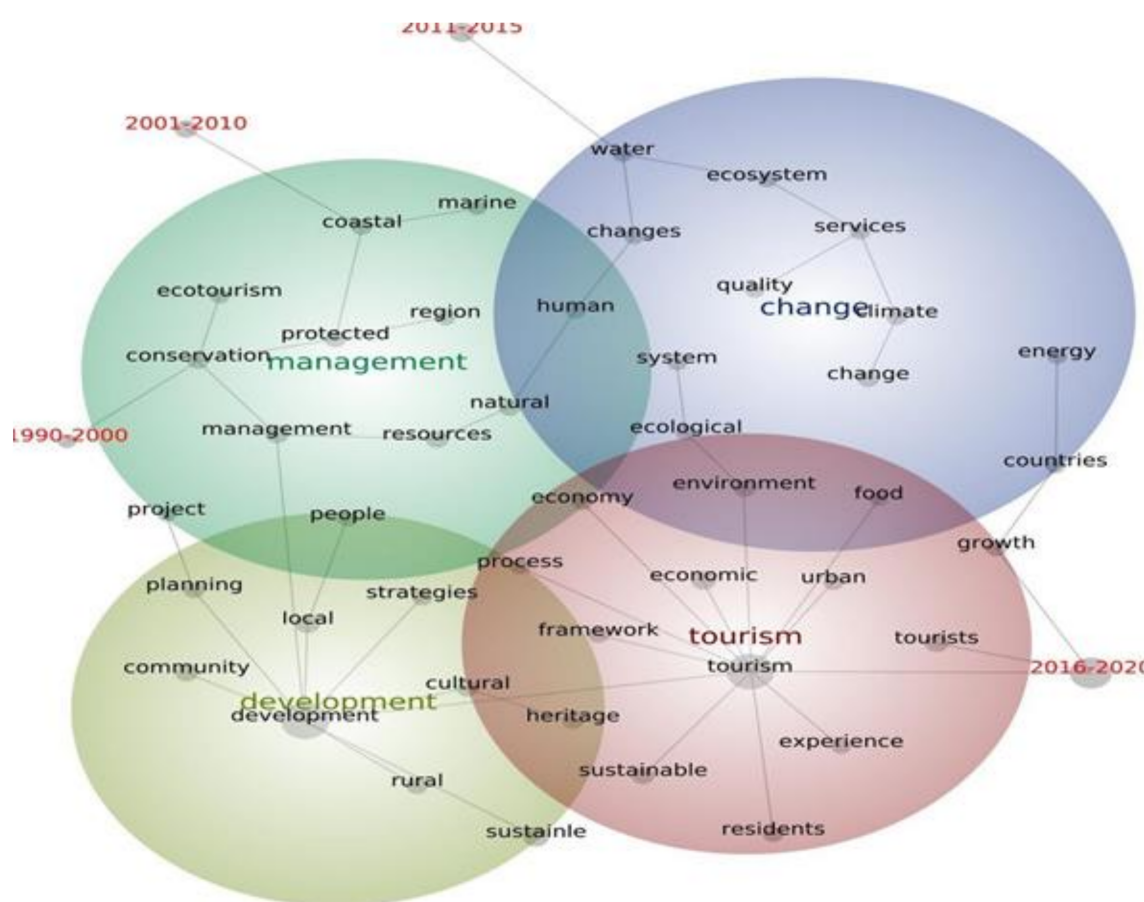 2011-2015
2001-2010
water
ecosystem
marine
coastal
changes
services
ecotourism
quality
human
change
climate
region
protected
conservation
management
system
energy
change
natural
1990-2000
management
resources
ecological
countries
environment
food
economy
project
people
growth
process
economic
urban
planning
strategies
local
framework
tourism
tourists
community
tourism
2016-2020
cultural
development
development
heritage
experience
rural
sustainable
sustainle
residents